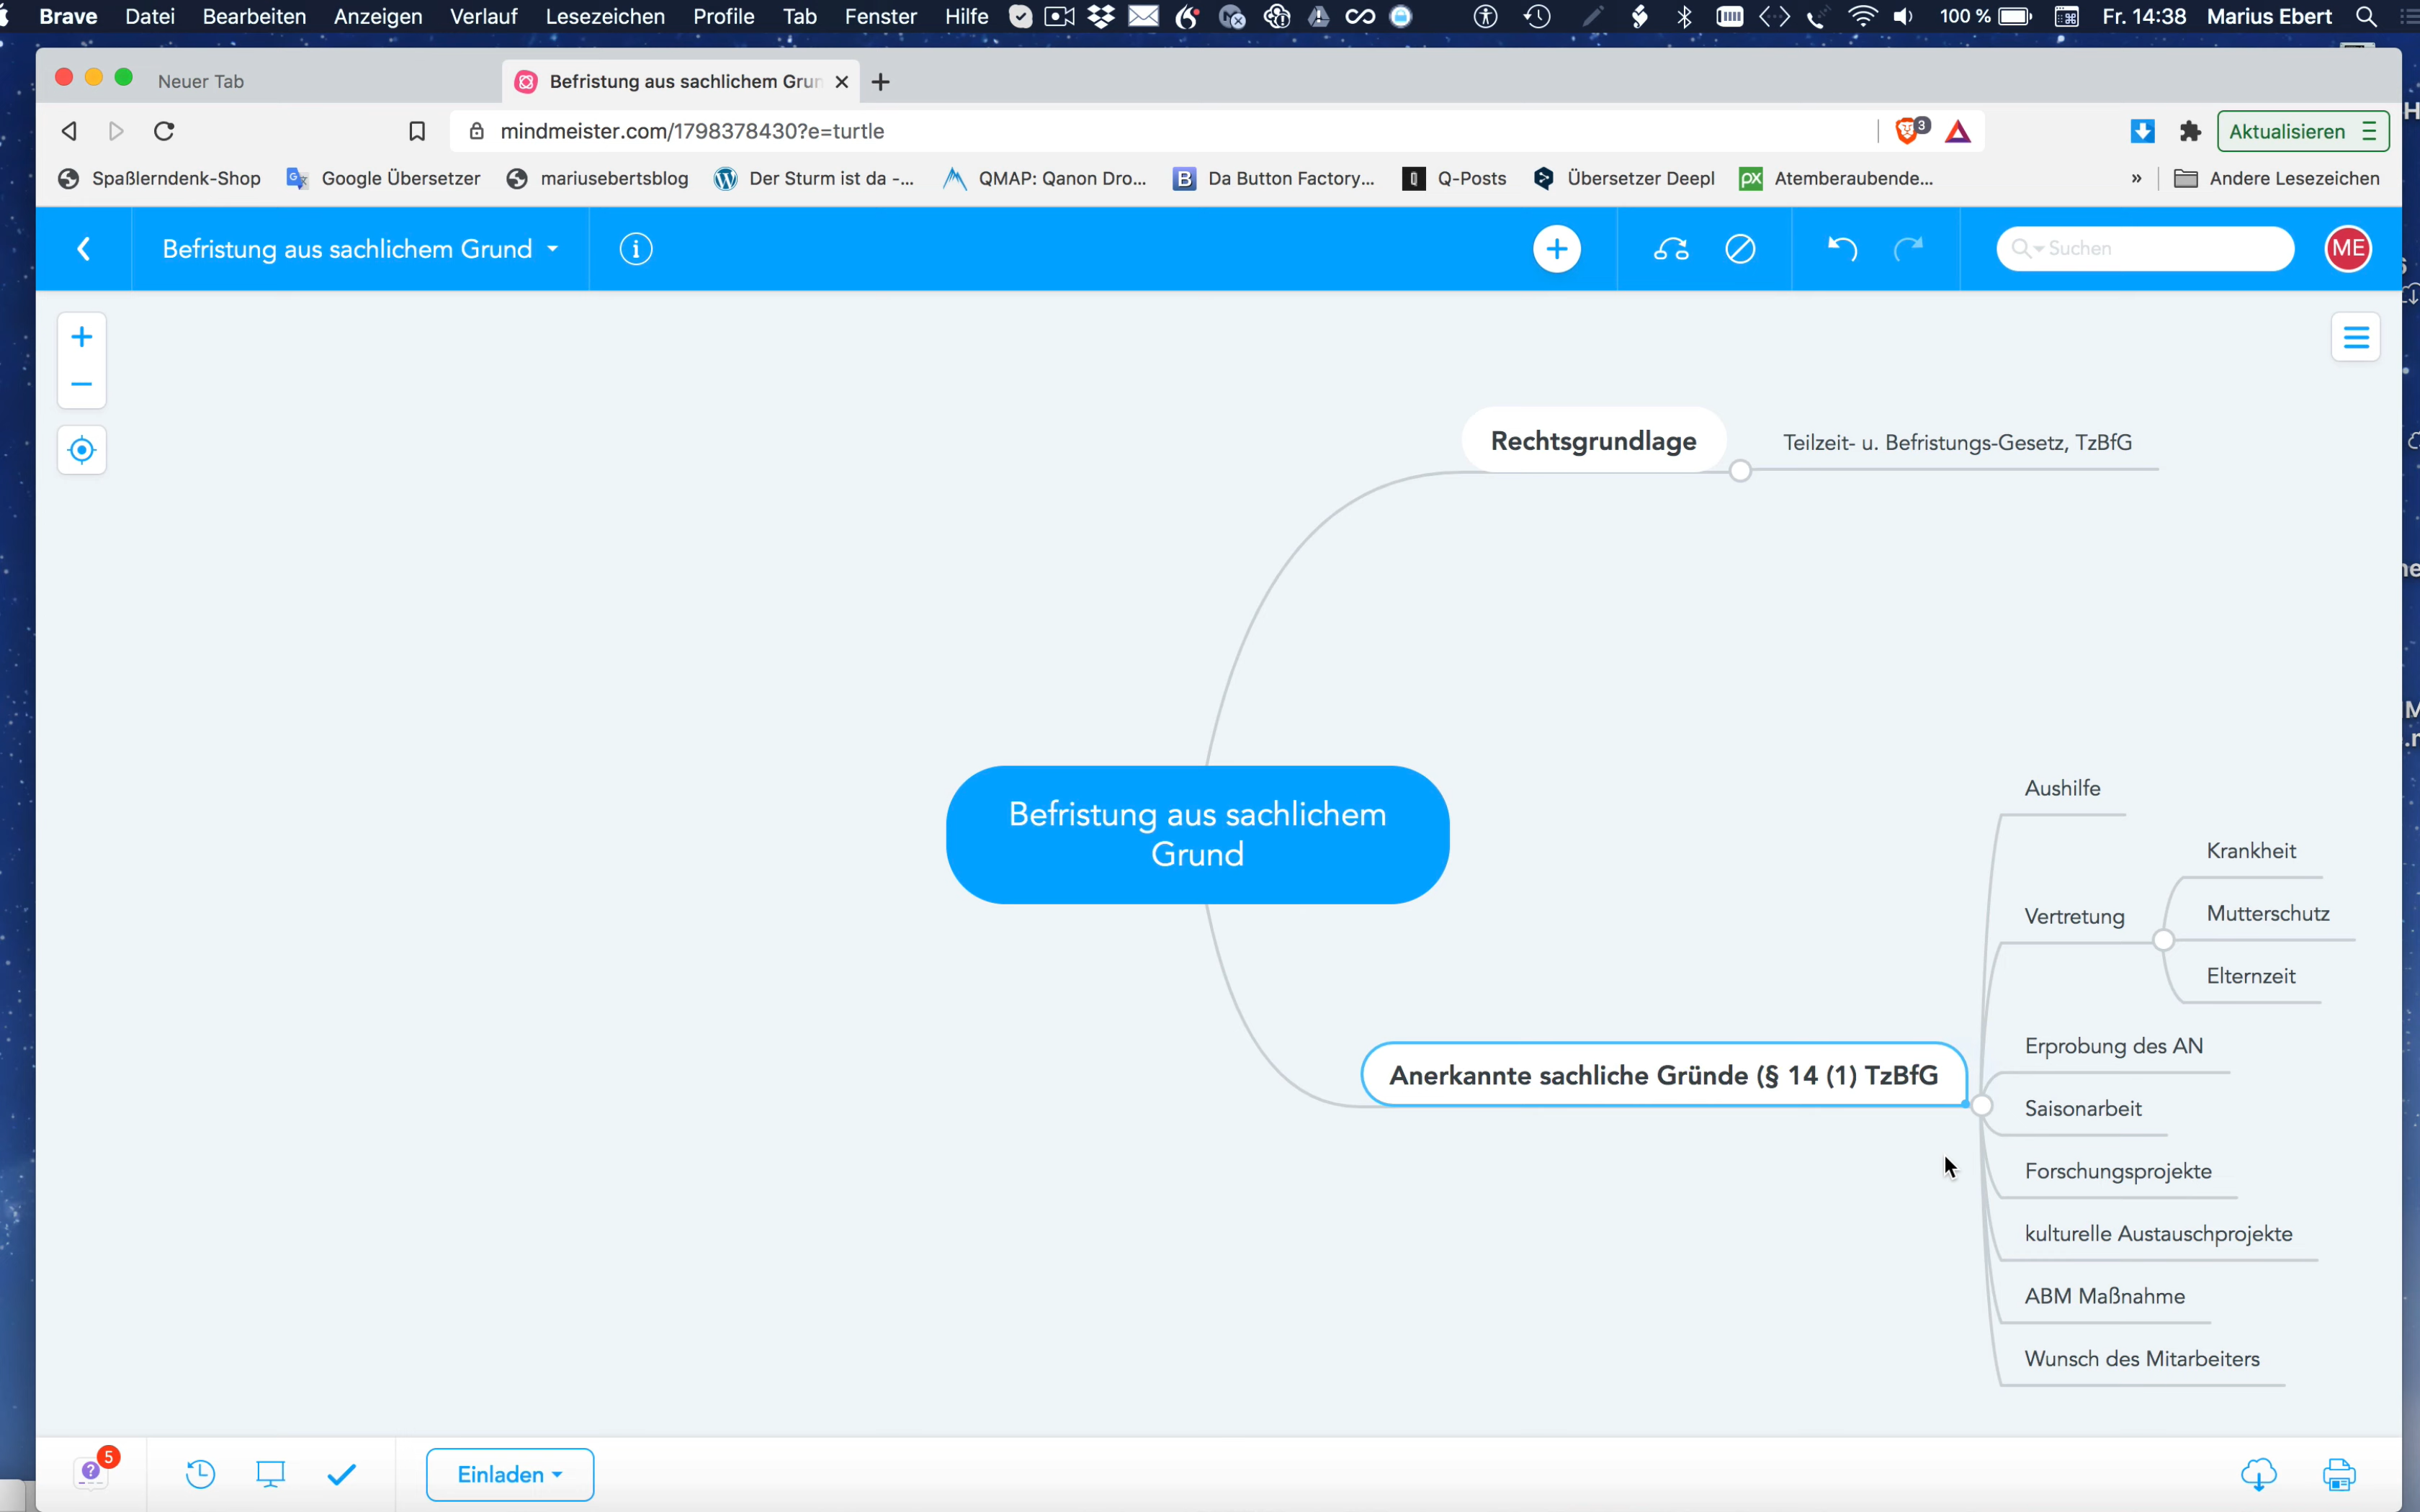 Brave Datei Bearbeiten Anzeigen Verlauf Lesezeichen Profile Tab Fenster Hilfe 100 % Fr. 14:38 Marius Ebert
Neuer Tab Befristung aus sachlichem Grun
mindmeister.com/1798378430?e=turtle 3 Aktualisieren
Spaßlerndenk-Shop Google Übersetzer mariusebertsblog Der Sturm ist da -... QMAP: Qanon Dro... Da Button Factory... Q-Posts Übersetzer Deepl Atemberaubende... » Andere Lesezeichen
Befristung aus sachlichem Grund Suchen ME
Rechtsgrundlage Teilzeit- u. Befristungs-Gesetz, TzBfG
Befristung aus sachlichem
Grund
Aushilfe
Krankheit
Vertretung Mutterschutz
Elternzeit
Erprobung des AN
Anerkannte sachliche Gründe (§ 14 (1) TzBfG
Saisonarbeit
Forschungsprojekte
kulturelle Austauschprojekte
ABM Maßnahme
Wunsch des Mitarbeiters
5
Einladen